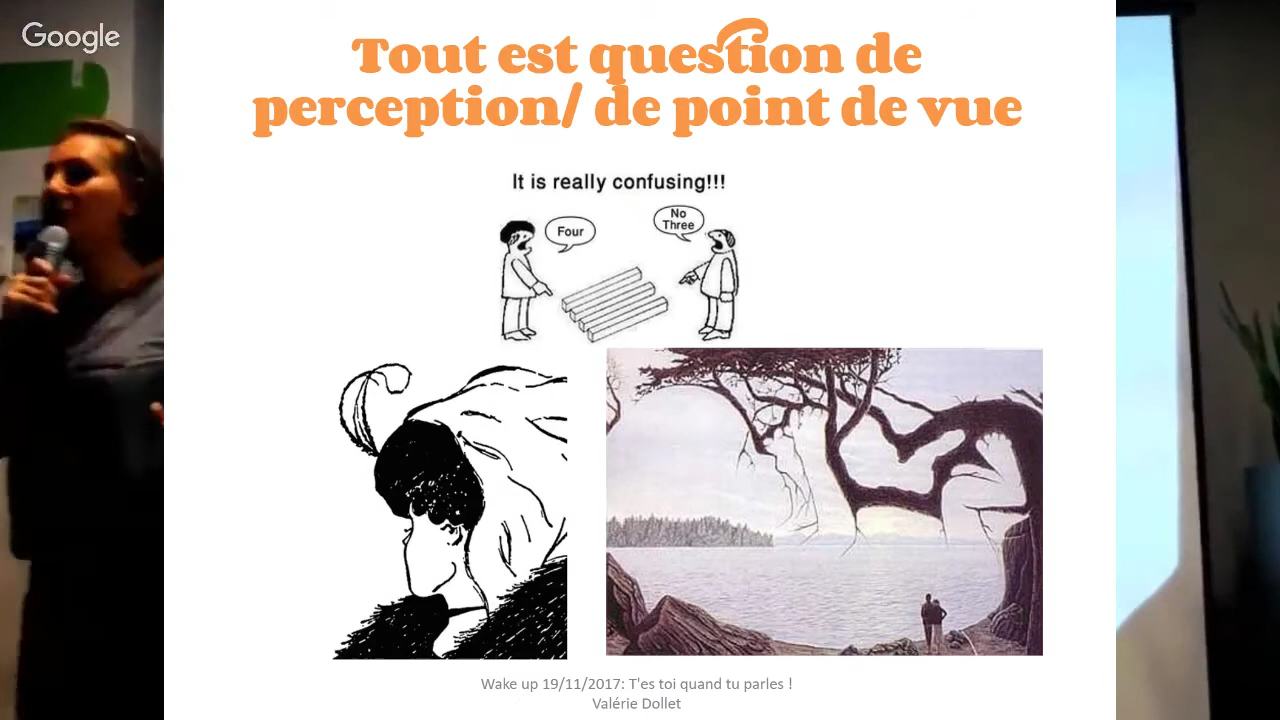 Google
Tout est question de
perception/ de point de vue
It is really confusing!!!
Four
No
Three
Wake up 19/11/2017: T'es toi quand tu parles !
Valérie Dollet